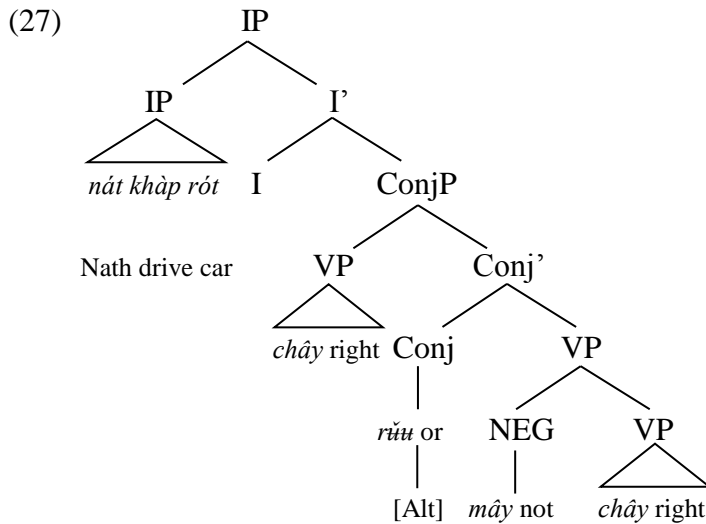 (27)
IP
IP I’
nát khàp rót I ConjP
Nath drive car VP Conj’
chây right Conj VP
rʉ̌ʉ or NEG VP
[Alt] mây not chây right